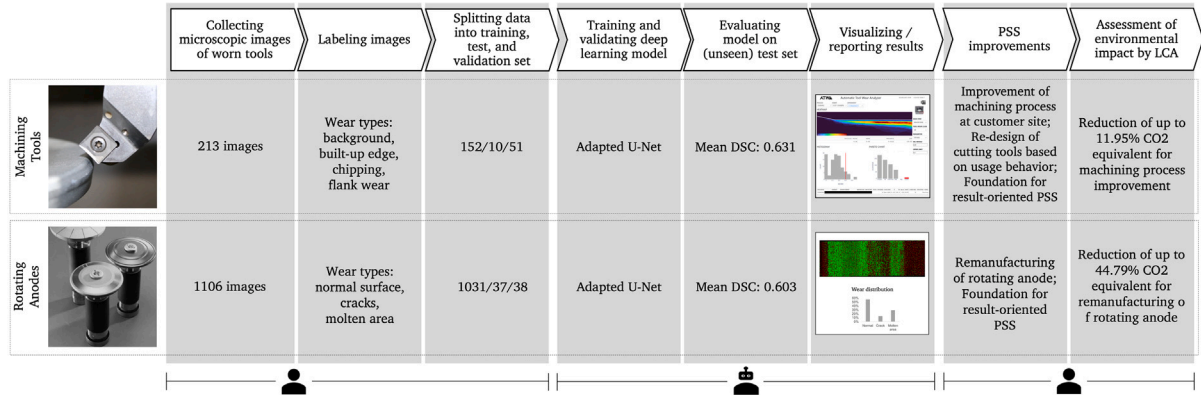 Collecting
microscopic images
of worn tools
Labeling images
Splitting data
into training,
test, and
validation set
Training and
validating deep
learning model
Evaluating
model on
(unseen) test set
Visualizing /
reporting results
PSS
improvements
Assessment of
environmental
impact by LCA
Machining
Tools
213 images
Wear types:
background,
built-up edge,
chipping,
flank wear
152/10/51
Adapted U-Net
Mean DSC: 0.631
Automatic Tool Wear Analysis
Improvement of
machining process
at customer site;
Re-design of
cutting tools based
on usage behavior;
Foundation for
result-oriented PSS
Reduction of up to
11.95% CO2
equivalent for
machining process
improvement
Rotating
Anodes
1106 images
Wear types:
normal surface,
cracks,
molten area
1031/37/38
Adapted U-Net
Mean DSC: 0.603
Wear distribution
Normal Crack Molten
area
Remanufacturing
of rotating anode;
Foundation for
result-oriented
PSS
Reduction of up to
44.79% CO2
equivalent for
remanufacturing o
f rotating anode